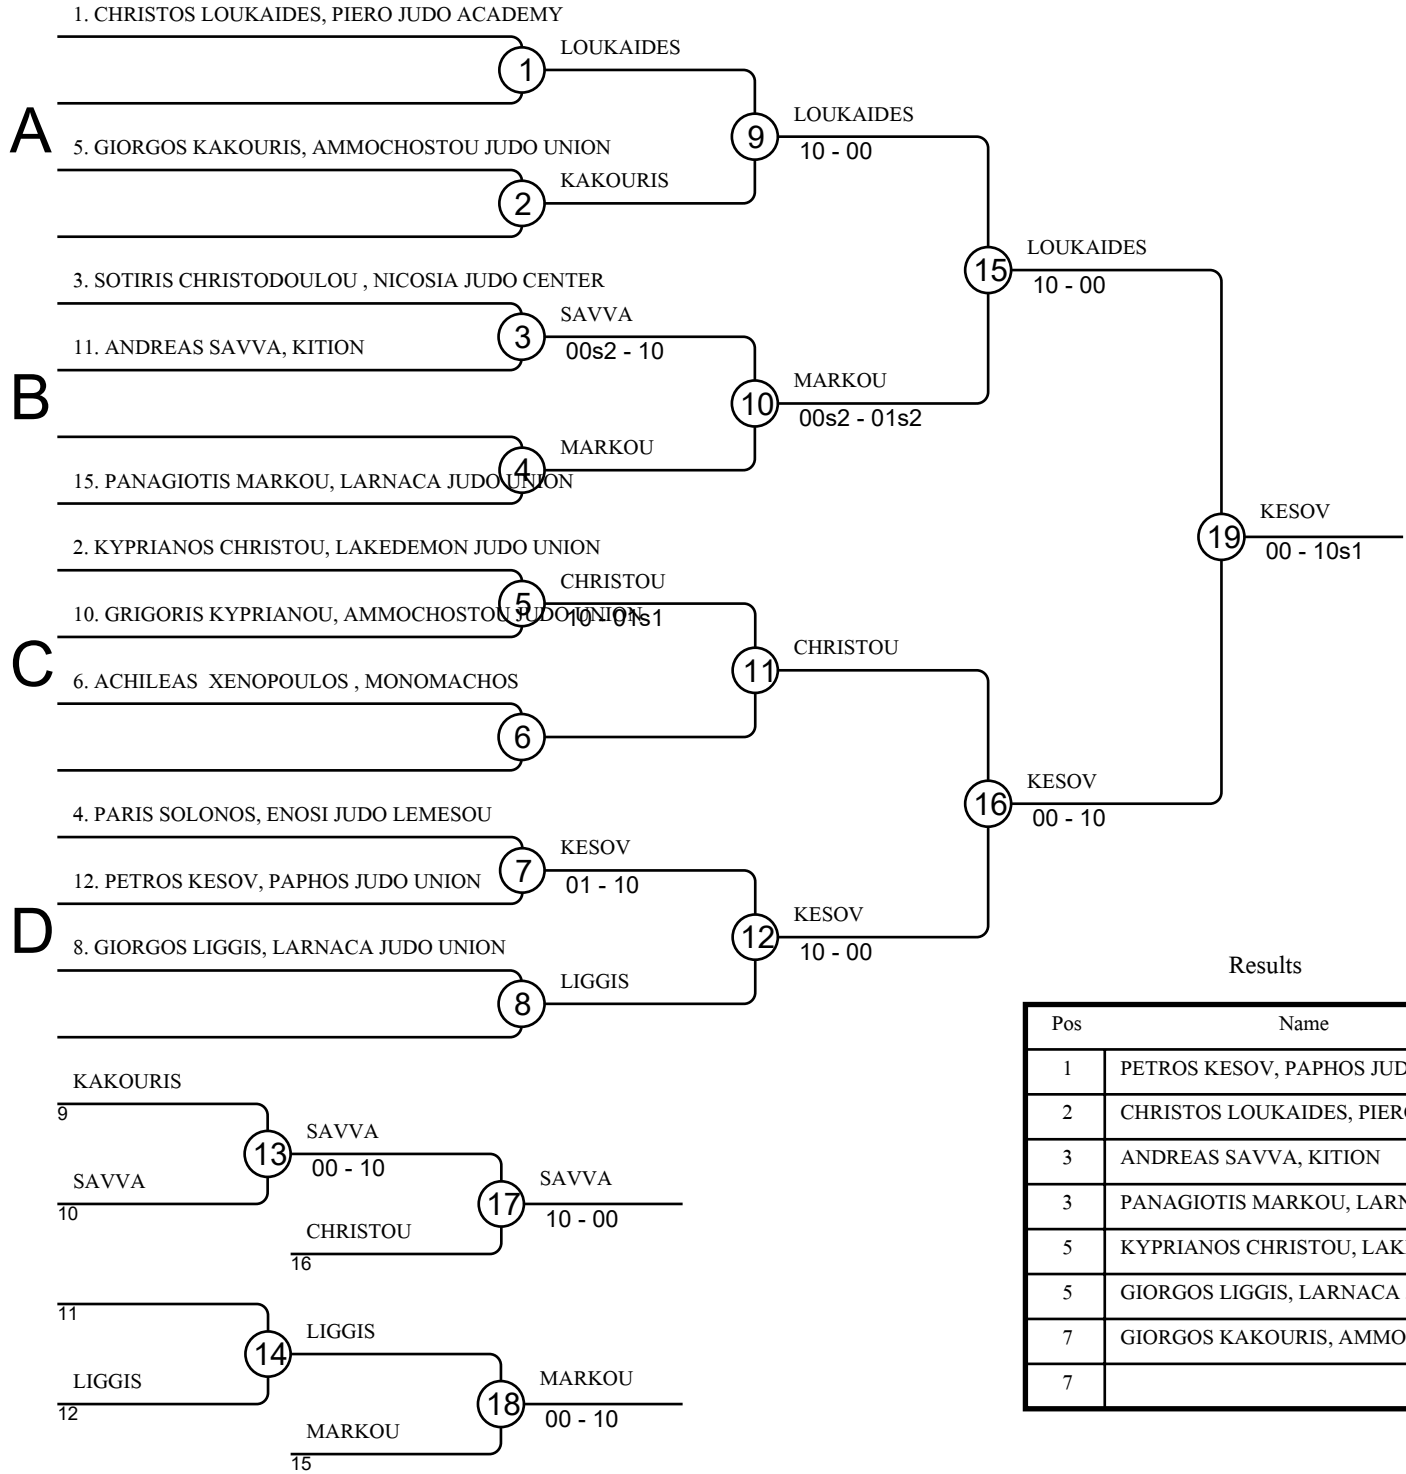 1. CHRISTOS LOUKAIDES, PIERO JUDO ACADEMY
LOUKAIDES
1
LOUKAIDES
A
9
10 - 00
5. GIORGOS KAKOURIS, AMMOCHOSTOU JUDO UNION
KAKOURIS
2
LOUKAIDES
15
10 - 00
3. SOTIRIS CHRISTODOULOU , NICOSIA JUDO CENTER
SAVVA
3
00s2 - 10
11. ANDREAS SAVVA, KITION
B
MARKOU
10
00s2 - 01s2
MARKOU
4
15. PANAGIOTIS MARKOU, LARNACA JUDO UNION
KESOV
19
00 - 10s1
2. KYPRIANOS CHRISTOU, LAKEDEMON JUDO UNION
CHRISTOU
5
10 - 01s1
10. GRIGORIS KYPRIANOU, AMMOCHOSTOU JUDO UNION
C
CHRISTOU
11
6. ACHILEAS  XENOPOULOS , MONOMACHOS
6
KESOV
16
00 - 10
4. PARIS SOLONOS, ENOSI JUDO LEMESOU
KESOV
7
01 - 10
12. PETROS KESOV, PAPHOS JUDO UNION
D
KESOV
12
10 - 00
8. GIORGOS LIGGIS, LARNACA JUDO UNION
LIGGIS
8
KAKOURIS
9
SAVVA
13
00 - 10
SAVVA
10
SAVVA
17
10 - 00
CHRISTOU
16
11
LIGGIS
14
LIGGIS
12
MARKOU
18
00 - 10
MARKOU
15
Results
Pos Name
1 PETROS KESOV, PAPHOS JUD
2 CHRISTOS LOUKAIDES, PIER
3 ANDREAS SAVVA, KITION
3 PANAGIOTIS MARKOU, LARN
5 KYPRIANOS CHRISTOU, LAK
5 GIORGOS LIGGIS, LARNACA
7 GIORGOS KAKOURIS, AMMO
7